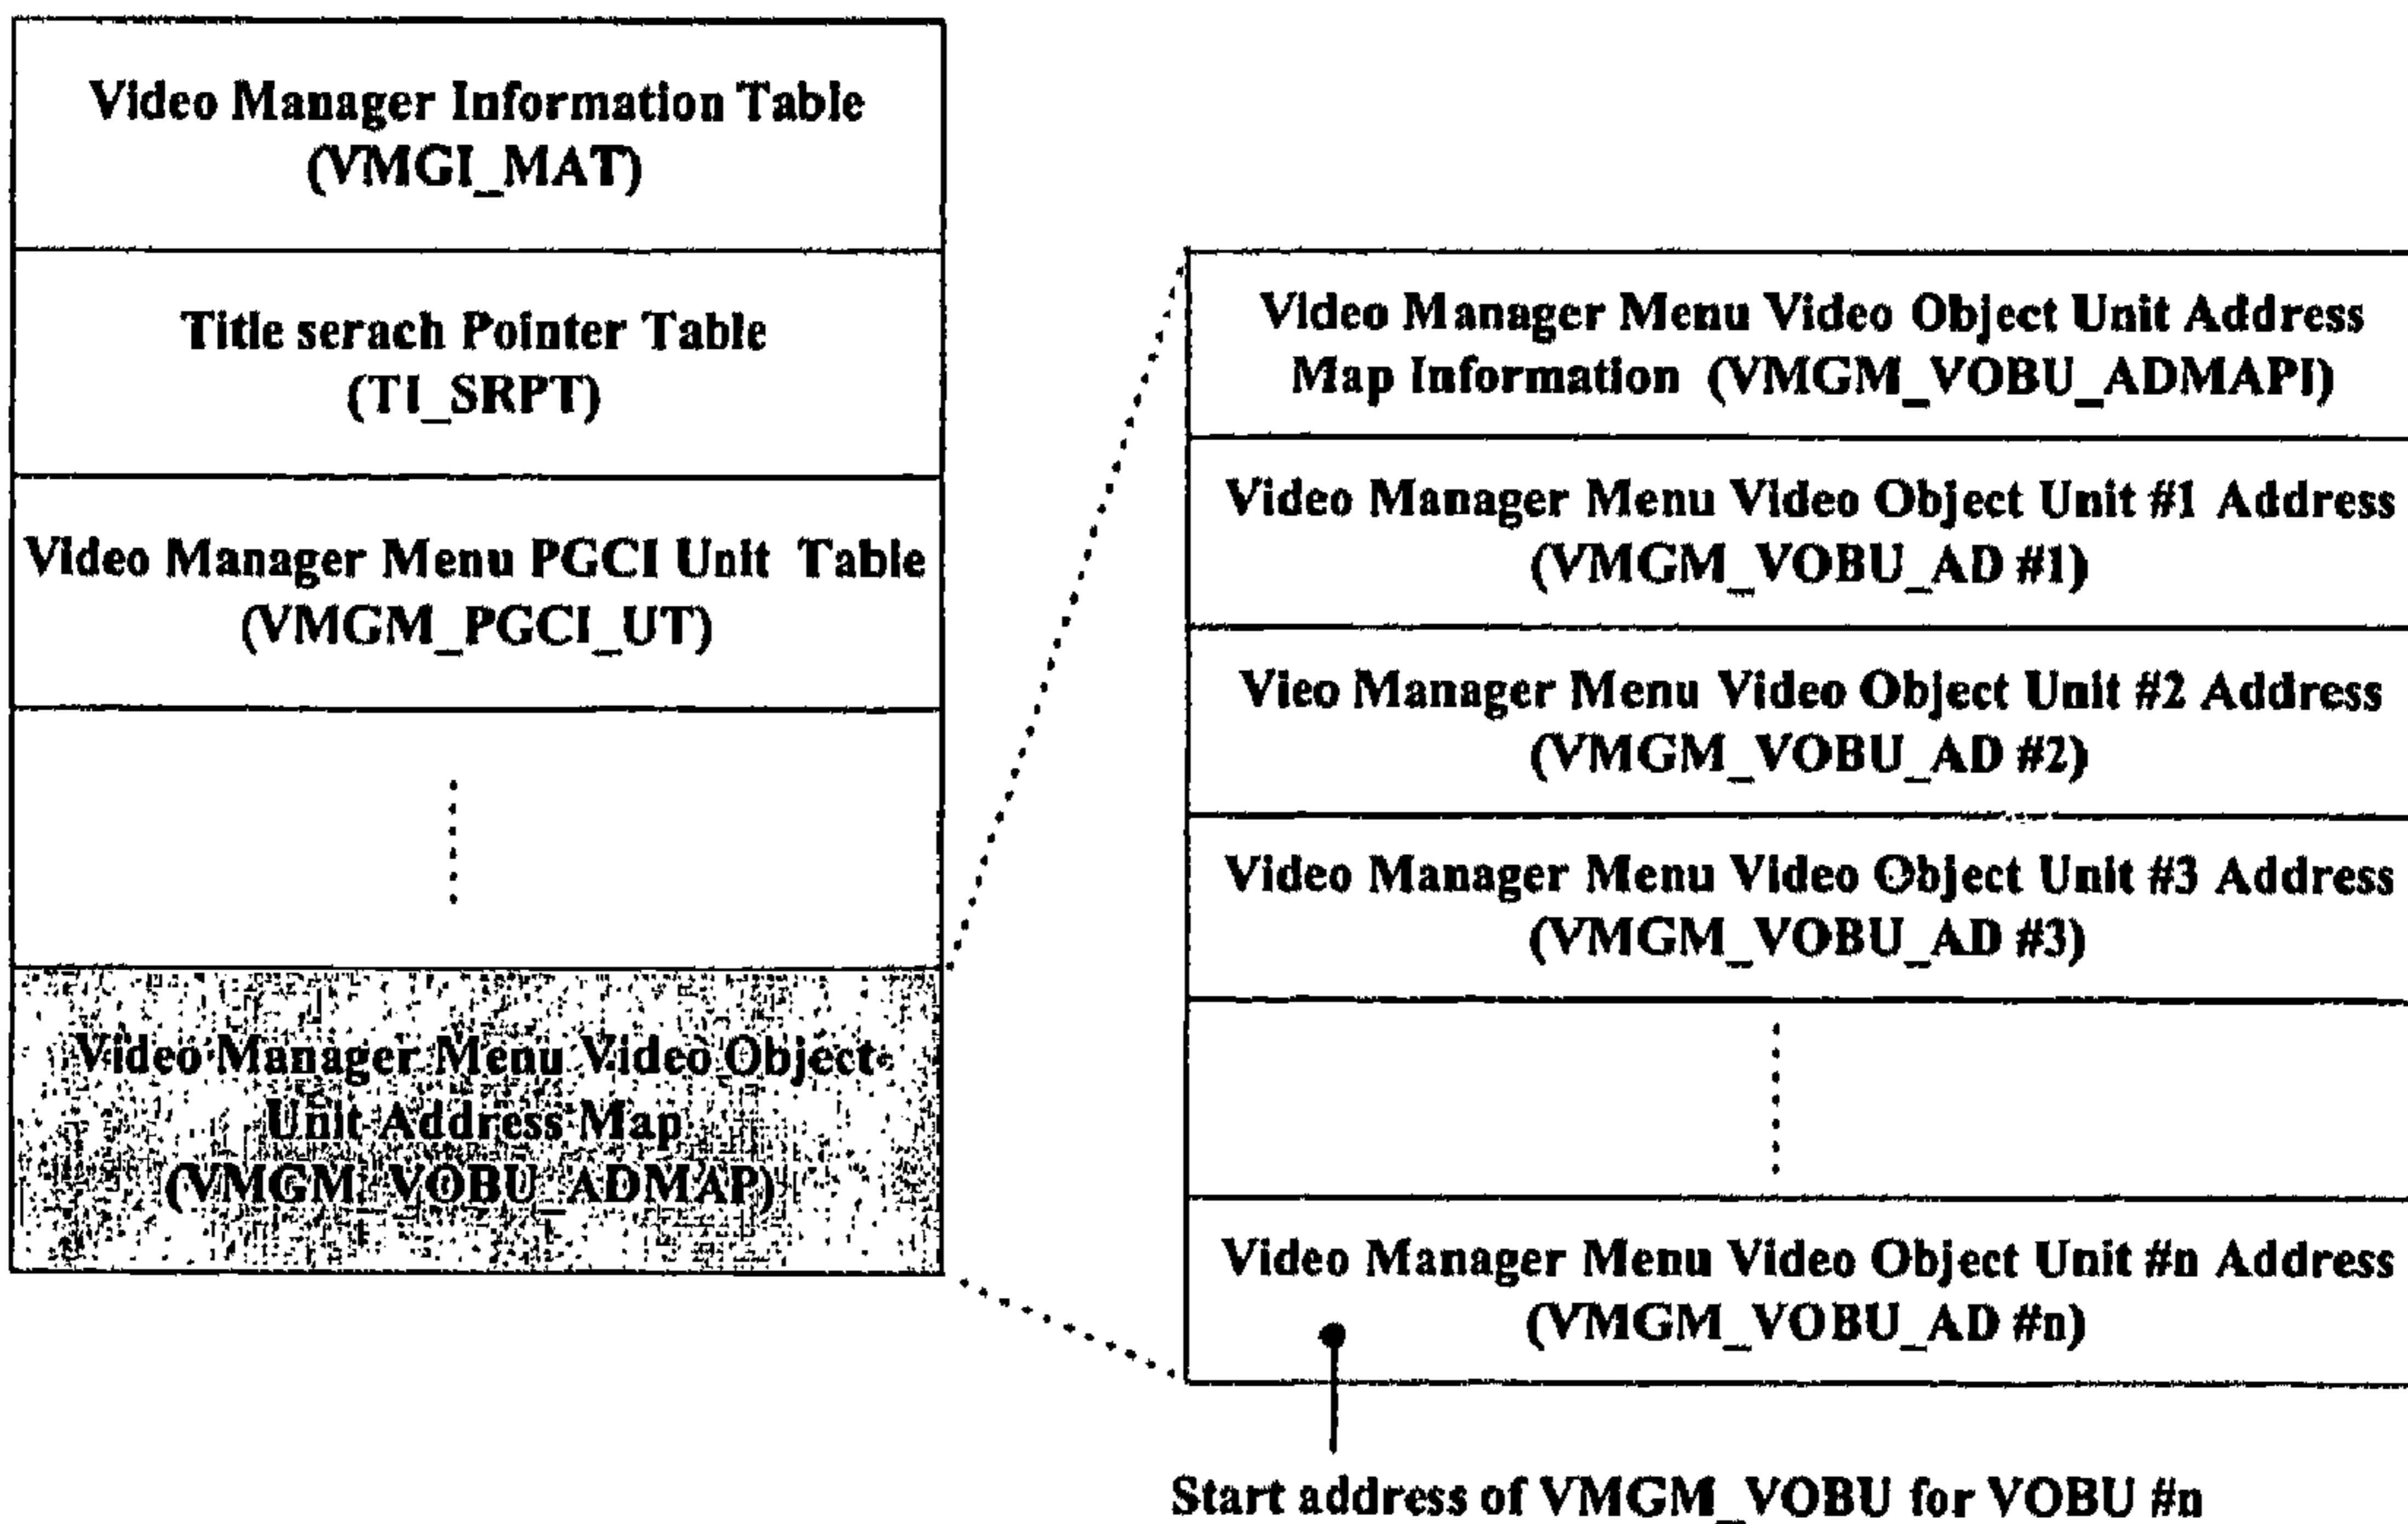 Video Manager Information Table
(VMGI_MAT)
Title serach Pointer Table
(TI_SRPT)
Video Manager Menu PGCI Unit Table
(VMGM_PGCI_UT)
Video Manager Menu Video Object
Unit Address Map
(VMGM_VOBU_ADMAP)
Video Manager Menu Video Object Unit Address
Map Information (VMGM_VOBU_ADMAPI)
Video Manager Menu Video Object Unit #1 Address
(VMGM_VOBU_AD #1)
Vieo Manager Menu Video Object Unit #2 Address
(VMGM_VOBU_AD #2)
Video Manager Menu Video Object Unit #3 Address
(VMGM_VOBU_AD #3)
Video Manager Menu Video Object Unit #n Address
(VMGM_VOBU_AD #n)
Start address of VMGM_VOBU for VOBU #n